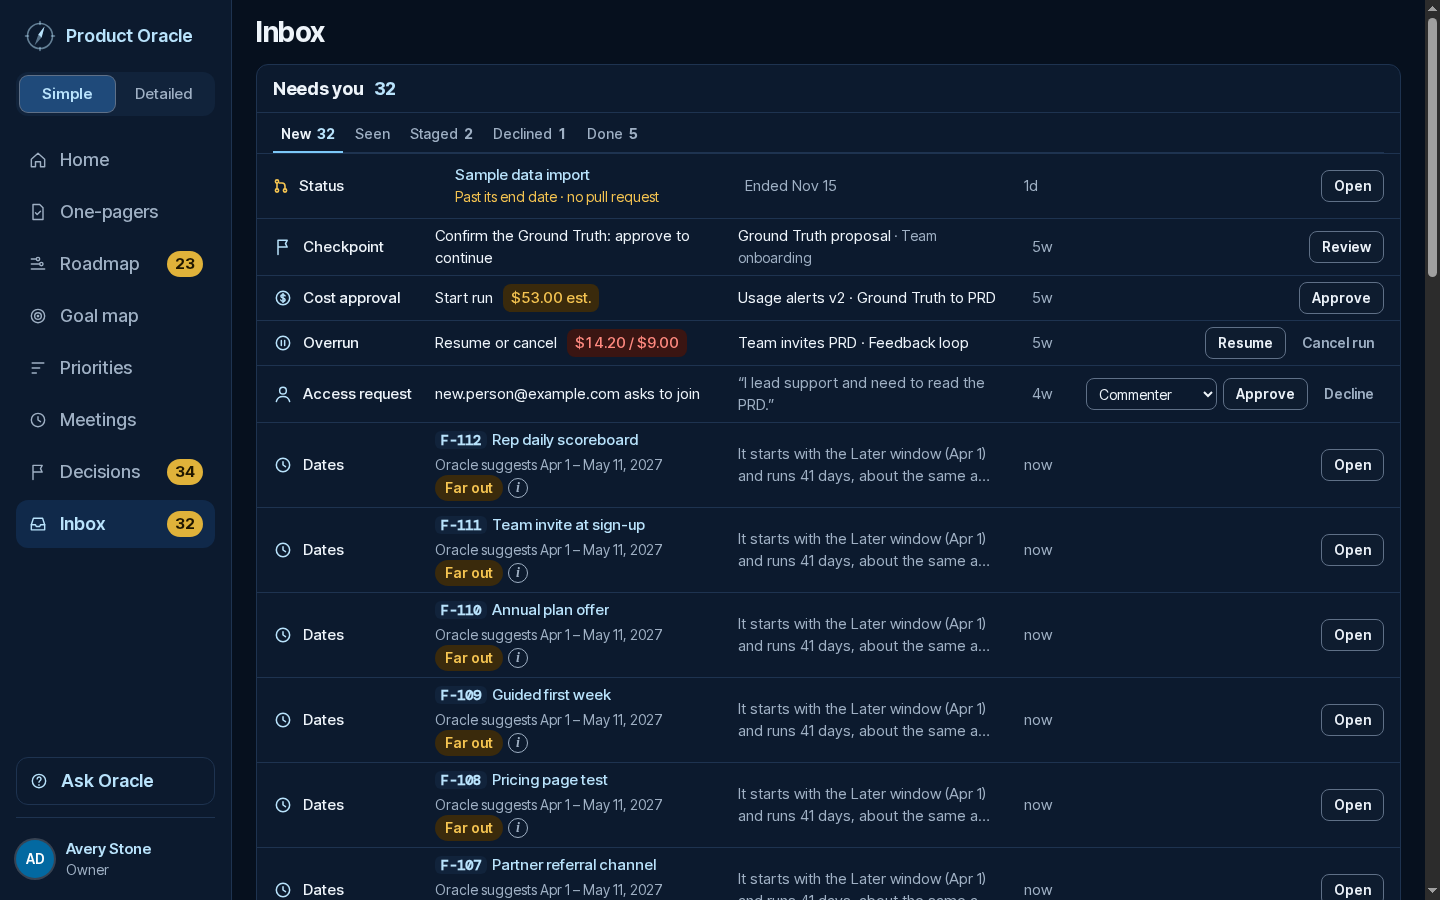 Product Oracle
Simple
Detailed
Home
One-pagers
Roadmap 23
Goal map
Priorities
Meetings
Decisions 34
Inbox 32
Ask Oracle
AD
Avery Stone
Owner
Inbox
Needs you 32
New 32 Seen Staged 2 Declined 1 Done 5
Status
Sample data import
Past its end date · no pull request
Ended Nov 15
1d
Open
Checkpoint
Confirm the Ground Truth: approve to
continue
Ground Truth proposal · Team
onboarding
5w
Review
Cost approval
Start run $53.00 est.
Usage alerts v2 · Ground Truth to PRD
5w
Approve
Overrun
Resume or cancel $14.20 / $9.00
Team invites PRD · Feedback loop
5w
Resume
Cancel run
Access request
new.person@example.com asks to join
“I lead support and need to read the
PRD.”
4w
Commenter
Approve
Decline
Dates
F-112 Rep daily scoreboard
Oracle suggests Apr 1 – May 11, 2027
Far out i
It starts with the Later window (Apr 1)
and runs 41 days, about the same a…
now
Open
Dates
F-111 Team invite at sign-up
Oracle suggests Apr 1 – May 11, 2027
Far out i
It starts with the Later window (Apr 1)
and runs 41 days, about the same a…
now
Open
Dates
F-110 Annual plan offer
Oracle suggests Apr 1 – May 11, 2027
Far out i
It starts with the Later window (Apr 1)
and runs 41 days, about the same a…
now
Open
Dates
F-109 Guided first week
Oracle suggests Apr 1 – May 11, 2027
Far out i
It starts with the Later window (Apr 1)
and runs 41 days, about the same a…
now
Open
Dates
F-108 Pricing page test
Oracle suggests Apr 1 – May 11, 2027
Far out i
It starts with the Later window (Apr 1)
and runs 41 days, about the same a…
now
Open
Dates
F-107 Partner referral channel
Oracle suggests Apr 1 – May 11, 2027
It starts with the Later window (Apr 1)
and runs 41 days, about the same a…
now
Open